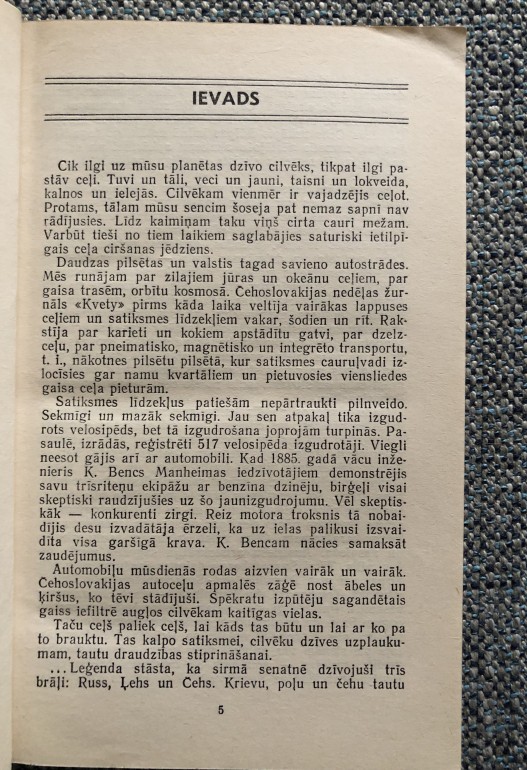 IEVADS
Cik ilgi uz mūsu planētas dzīvo cilvēks, tikpat ilgi pa-
stāv ceļi. Tuvi un tāli, veci un jauni, taisni un lokveida,
kalnos un ielejās. Cilvēkam vienmēr ir vajadzējis ceļot.
Protams, tālam mūsu sencim šoseja pat nemaz sapnī nav
rādījusies. Līdz kaimiņam taku viņš cirta cauri mežam.
Varbūt tieši no tiem laikiem saglabājies saturiski ietilpī-
gais ceļa ciršanas jēdziens.
Daudzas pilsētas un valstis tagad savieno autostrādes.
Mēs runājam par zilajiem jūras un okeānu ceļiem, par
gaisa trasēm, orbītu kosmosā. Čehoslovakijas nedēļas žur-
nāls «Kvety» pirms kāda laika veltīja vairākas lappuses
ceļiem un satiksmes līdzekļiem vakar, šodien un rīt. Rak-
stīja par karieti un kokiem apstādītu gatvi, par dzelz-
ceļu, par pneimatisko, magnētisko un integrēto transportu,
t. i., nākotnes pilsētu pilsētā, kur satiksmes cauruļvadi iz-
locīsies gar namu kvartāliem un pietuvosies viensliedes
gaisa ceļa pieturām.
Satiksmes līdzekļus patiešām nepārtraukti pilnveido.
Sekmīgi un mazāk sekmīgi. Jau sen atpakaļ tika izgud-
rots velosipēds, bet tā izgudrošana joprojām turpinās. Pa-
saulē, izrādās, reģistrēti 517 velosipēda izgudrotāji. Viegli
neesot gājis arī ar automobili. Kad 1885. gadā vācu inže-
nieris Ķ. Bencs Manheimas iedzīvotājiem demonstrējis
savu trīsriteņu ekipāžu ar benzīna dzinēju, birģeļi visai
skeptiski raudzījušies uz šo jaunizgudrojumu. Vēl skeptis-
kāk — konkurenti zirgi. Reiz motora troksnis tā nobai-
dījis desu izvadātāja ērzeli, ka uz ielas palikusi izsvai-
dīta visa garšīgā krava. Ķ. Bencam nācies samaksāt
zaudējumus.
Automobiļu mūsdienās rodas aizvien vairāk un vairāk.
Čehoslovakijas autoceļu apmalēs zāģē nost ābeles un
ķiršus, ko tēvi stādījuši. Spēkratu izpūtēju sagandētais
gaiss iefiltrē augļos cilvēkam kaitīgas vielas.
Taču ceļš paliek ceļš, lai kāds tas būtu un lai ar ko pa
to brauktu. Tas kalpo satiksmei, cilvēku dzīves uzplauku-
mam, tautu draudzības stiprināšanai.
... Leģenda stāsta, ka sirmā senatnē dzīvojuši trīs
brāļi: Russ, Ļehs un Čehs. Krievu, poļu un čehu tautu
5